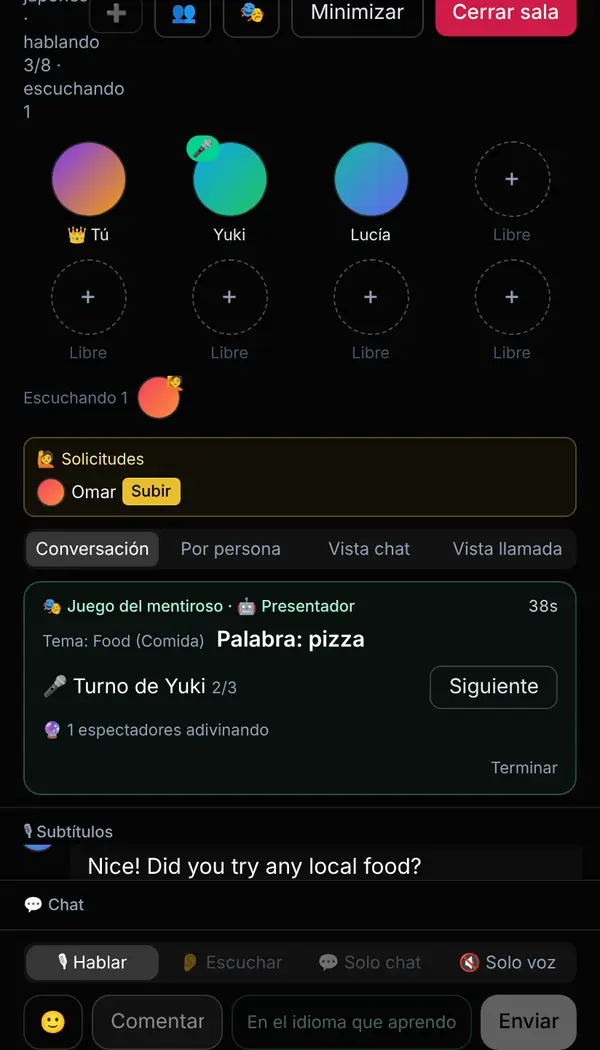 japonés
·
hablando
3/8 ·
escuchando
1
Minimizar
Cerrar sala
👑 Tú
Yuki
Lucía
Libre
Libre
Libre
Libre
Libre
Escuchando 1
🙋 Solicitudes
Omar Subir
Conversación Por persona Vista chat Vista llamada
🎭 Juego del mentiroso · 🤖 Presentador 38s
Tema: Food (Comida) Palabra: pizza
🎤 Turno de Yuki 2/3 Siguiente
🔮 1 espectadores adivinando
Terminar
🎙 Subtítulos
Nice! Did you try any local food?
💬 Chat
🎙 Hablar 👂 Escuchar 💬 Solo chat 🔇 Solo voz
🙂 Comentar En el idioma que aprendo Enviar